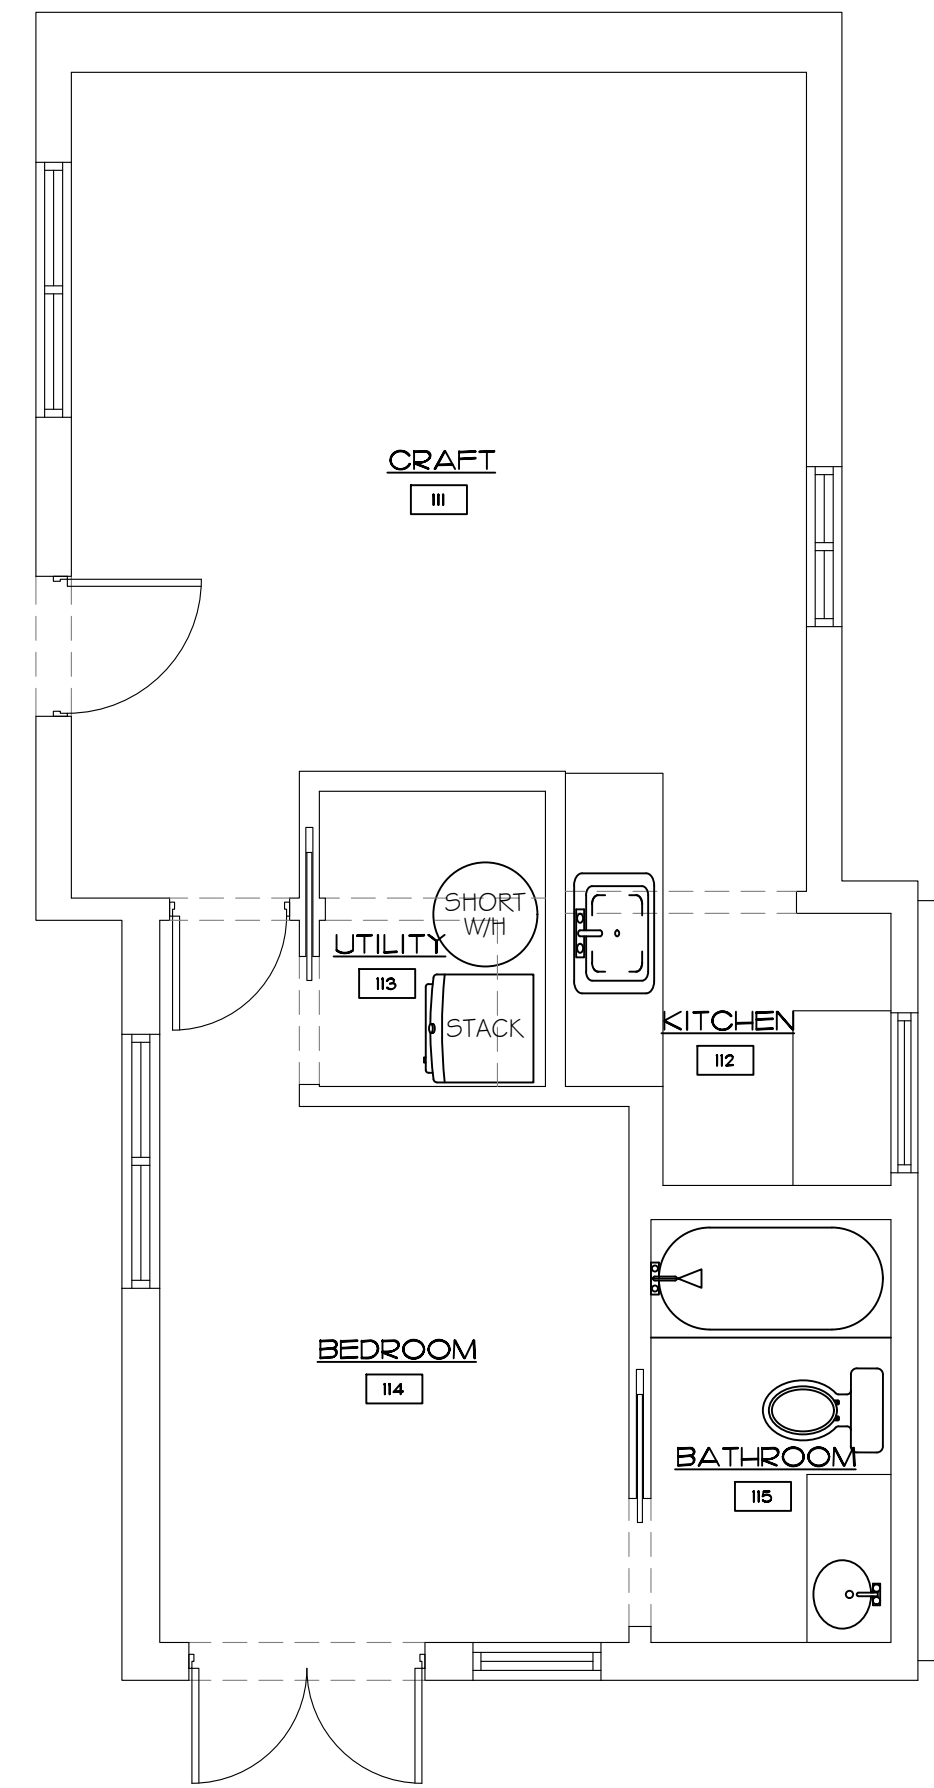 CRAFT
111
SHORT
W/H
UTILITY
113
STACK
KITCHEN
112
BEDROOM
114
BATHROOM
115